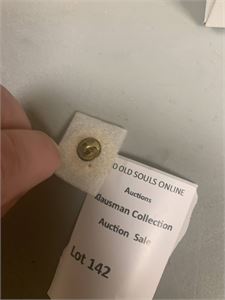 OLD SOULS ONLINE
Auctions
Hausman Collection
Auction Sale
Lot 142